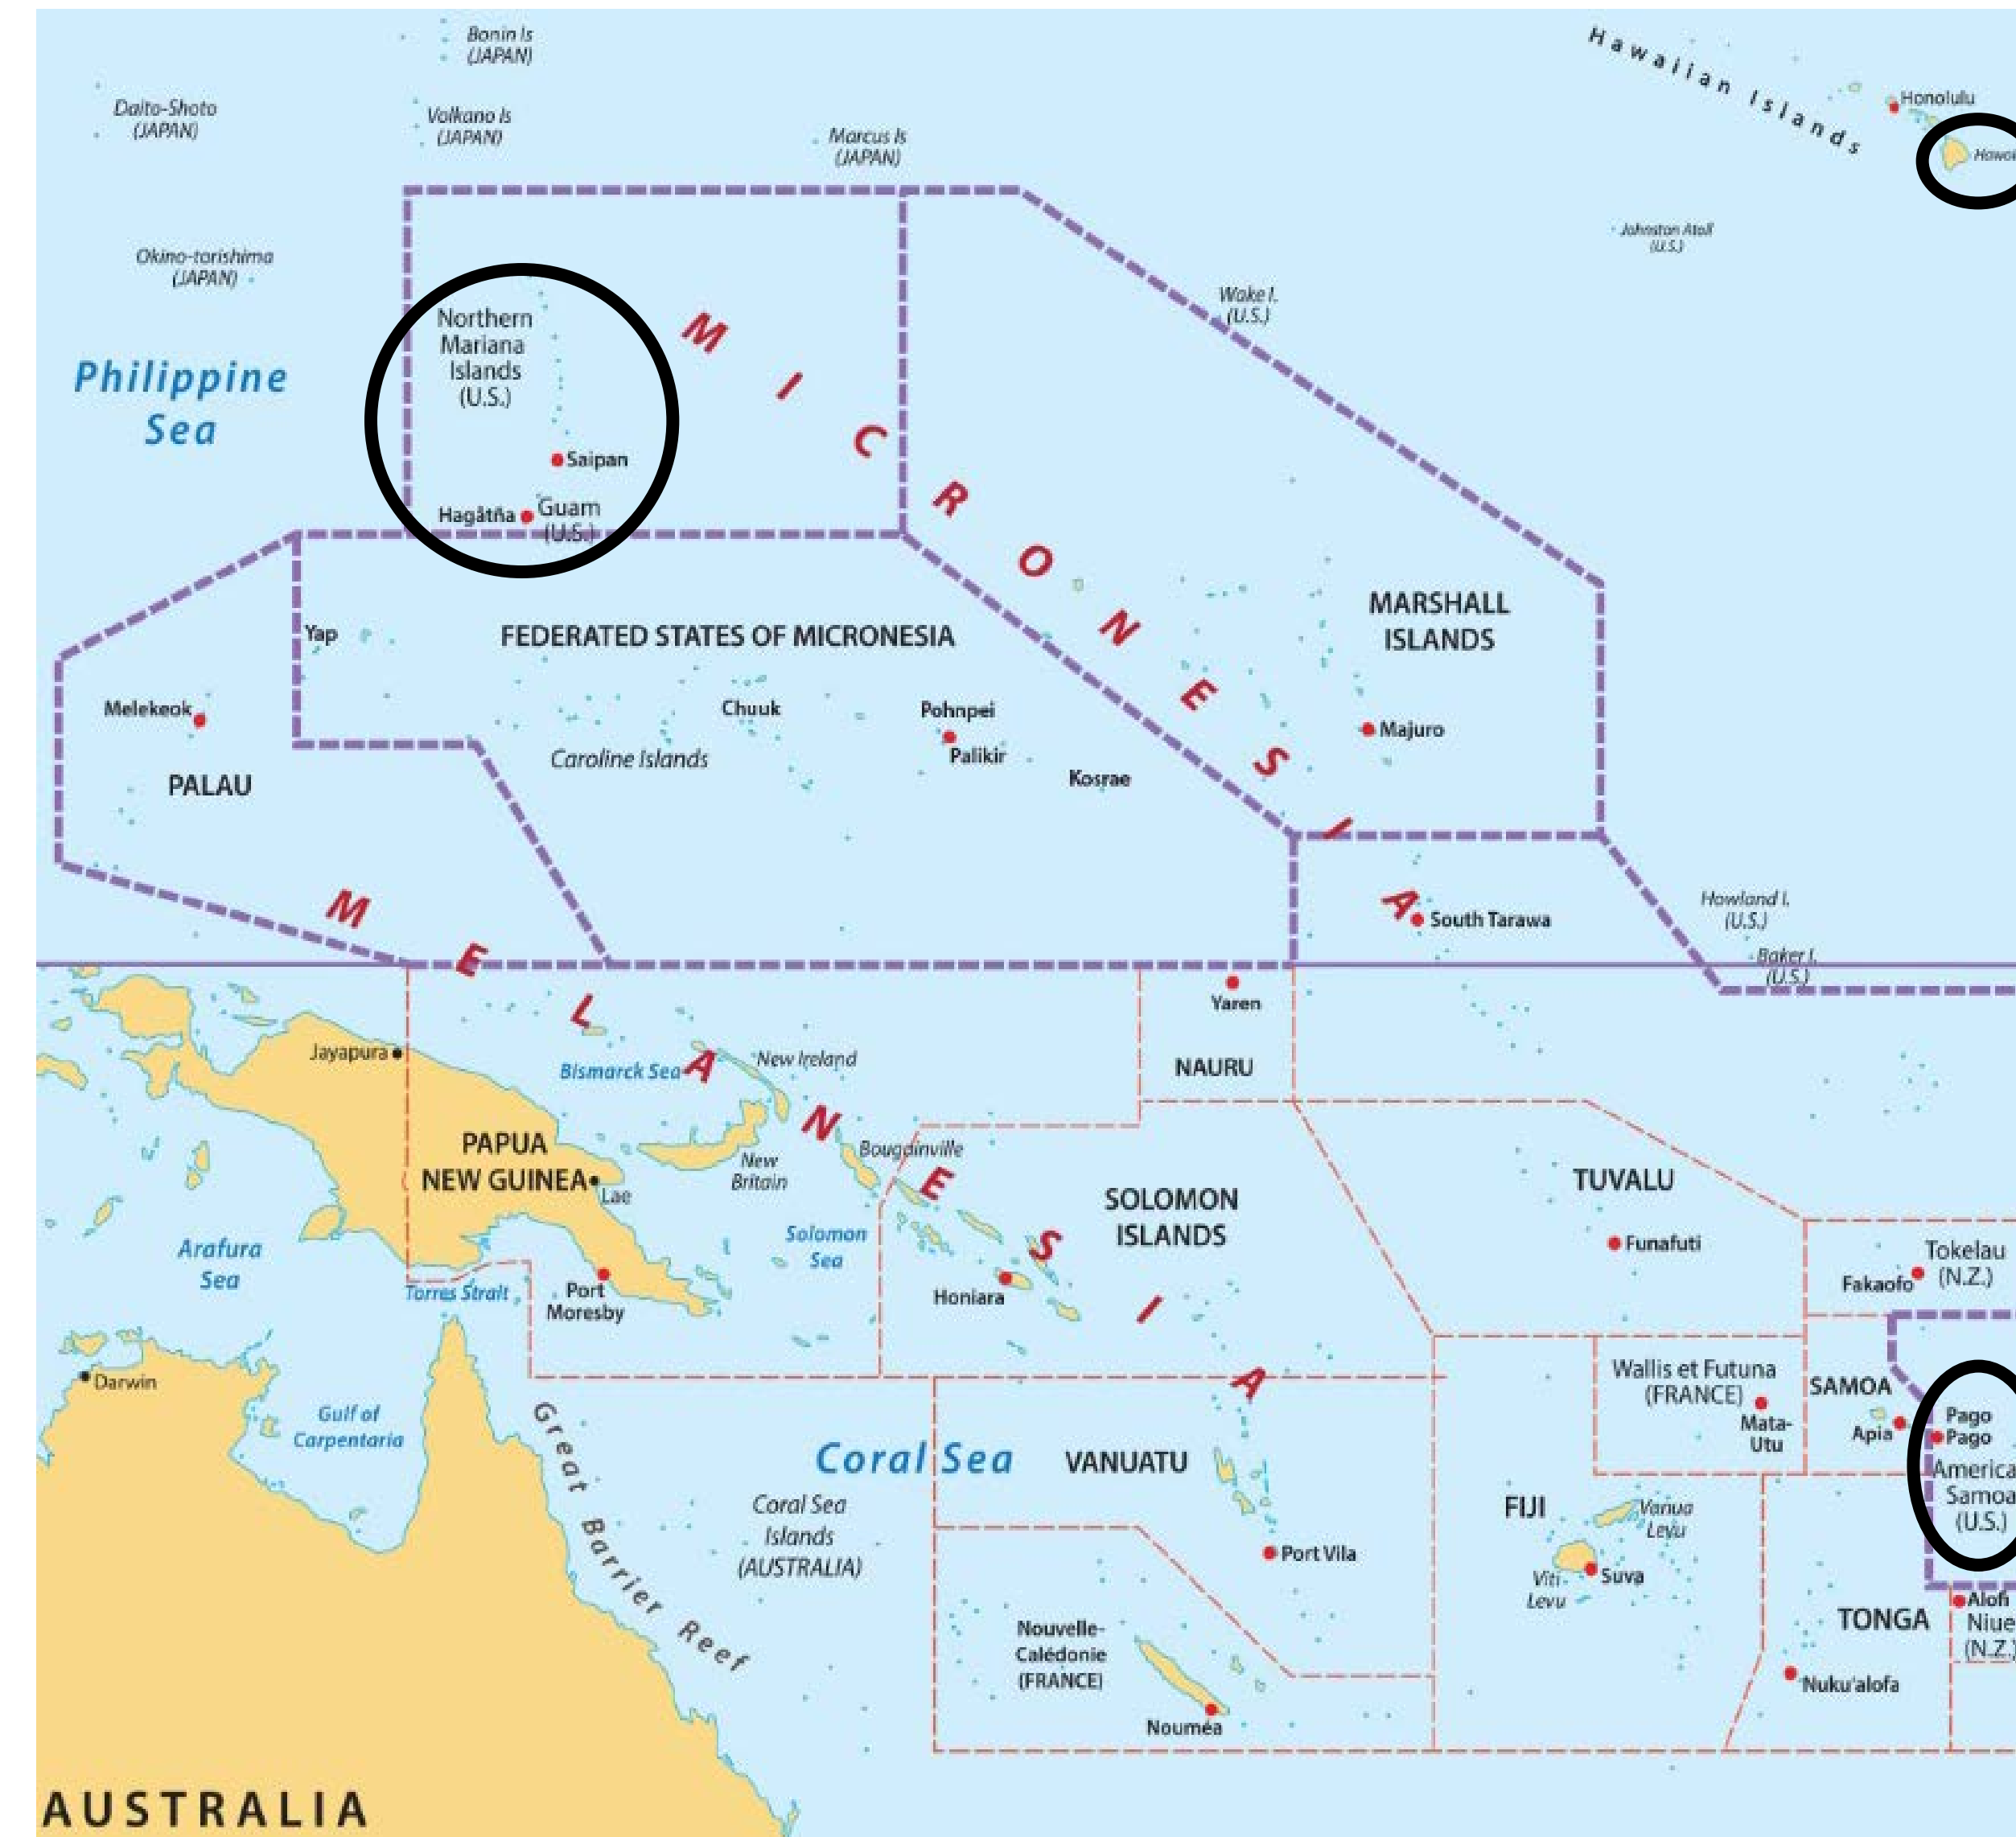 Bonin Is
(JAPAN)
Hawaiian Islands
Honolulu
Daito-Shoto
(JAPAN)
Volkano Is
(JAPAN)
Marcus Is
(JAPAN)
Johnston Atoll
(U.S.)
Okino-torishima
(JAPAN)
Wake I.
(U.S.)
Northern
Mariana
Islands
(U.S.)
Philippine
Sea
MICRONESIA
Saipan
Hagåtña
Guam
(U.S.)
MARSHALL
ISLANDS
Yap
FEDERATED STATES OF MICRONESIA
Melekeok
Chuuk
Pohnpei
Palikir
Majuro
PALAU
Caroline Islands
Kosrae
MELANESIA
South Tarawa
Howland I.
(U.S.)
Baker I.
(U.S.)
Yaren
NAURU
Jayapura
Bismarck Sea
New Ireland
PAPUA
NEW GUINEA
Lae
New
Britain
Bougainville
SOLOMON
ISLANDS
TUVALU
Funafuti
Tokelau
(N.Z.)
Fakaofo
Arafura
Sea
Solomon
Sea
Torres Strait
Port
Moresby
Honiara
Darwin
Gulf of
Carpentaria
Great Barrier Reef
Wallis et Futuna
(FRANCE)
Mata-
Utu
SAMOA
Apia
Pago
Pago
America
Samoa
(U.S.)
Coral Sea
VANUATU
Coral Sea
Islands
(AUSTRALIA)
FIJI
Vanua
Levu
Port Vila
Viti
Levu
Suva
Nouvelle-
Calédonie
(FRANCE)
Nouméa
TONGA
Nuku'alofa
Alofi
Niue
(N.Z.)
AUSTRALIA